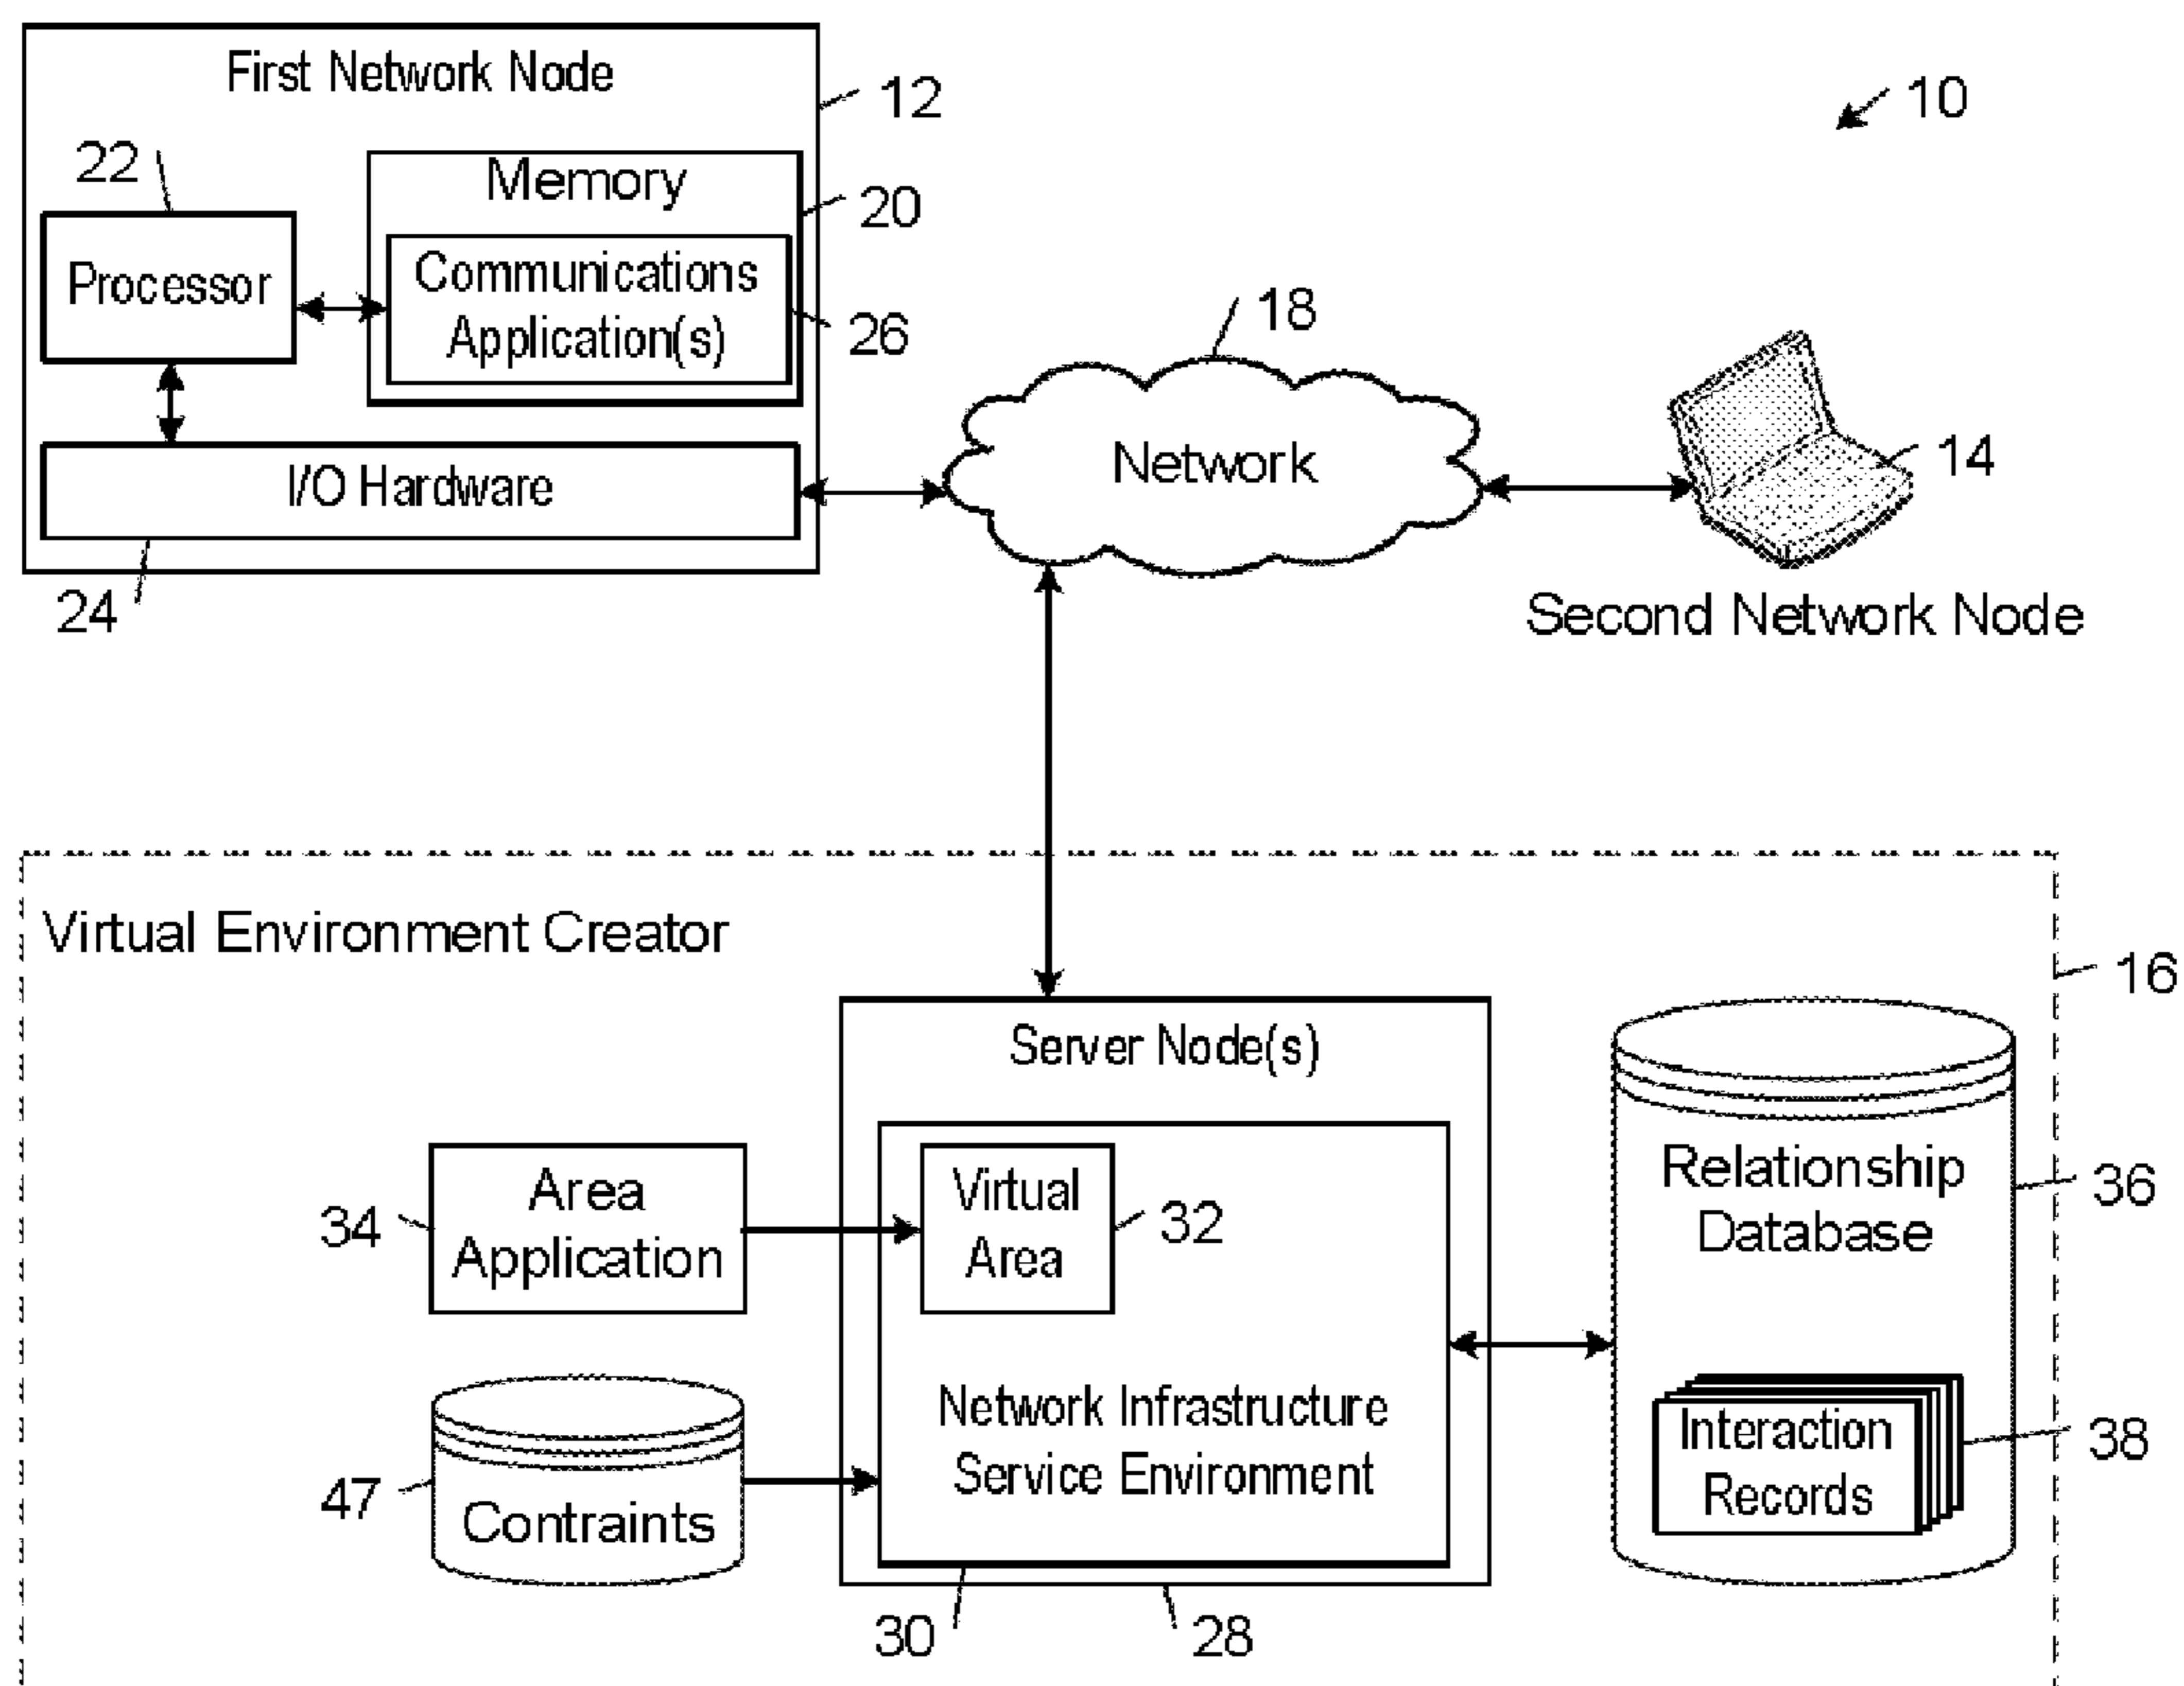 First Network Node
12
10
22
Memory
20
Processor
Communications
Application(s)
26
18
I/O Hardware
Network
14
24
Second Network Node
Virtual Environment Creator
16
Server Node(s)
34
Area
Application
Virtual
Area
32
Relationship
Database
36
Network Infrastructure
Service Environment
47
Contraints
Interaction
Records
38
30
28